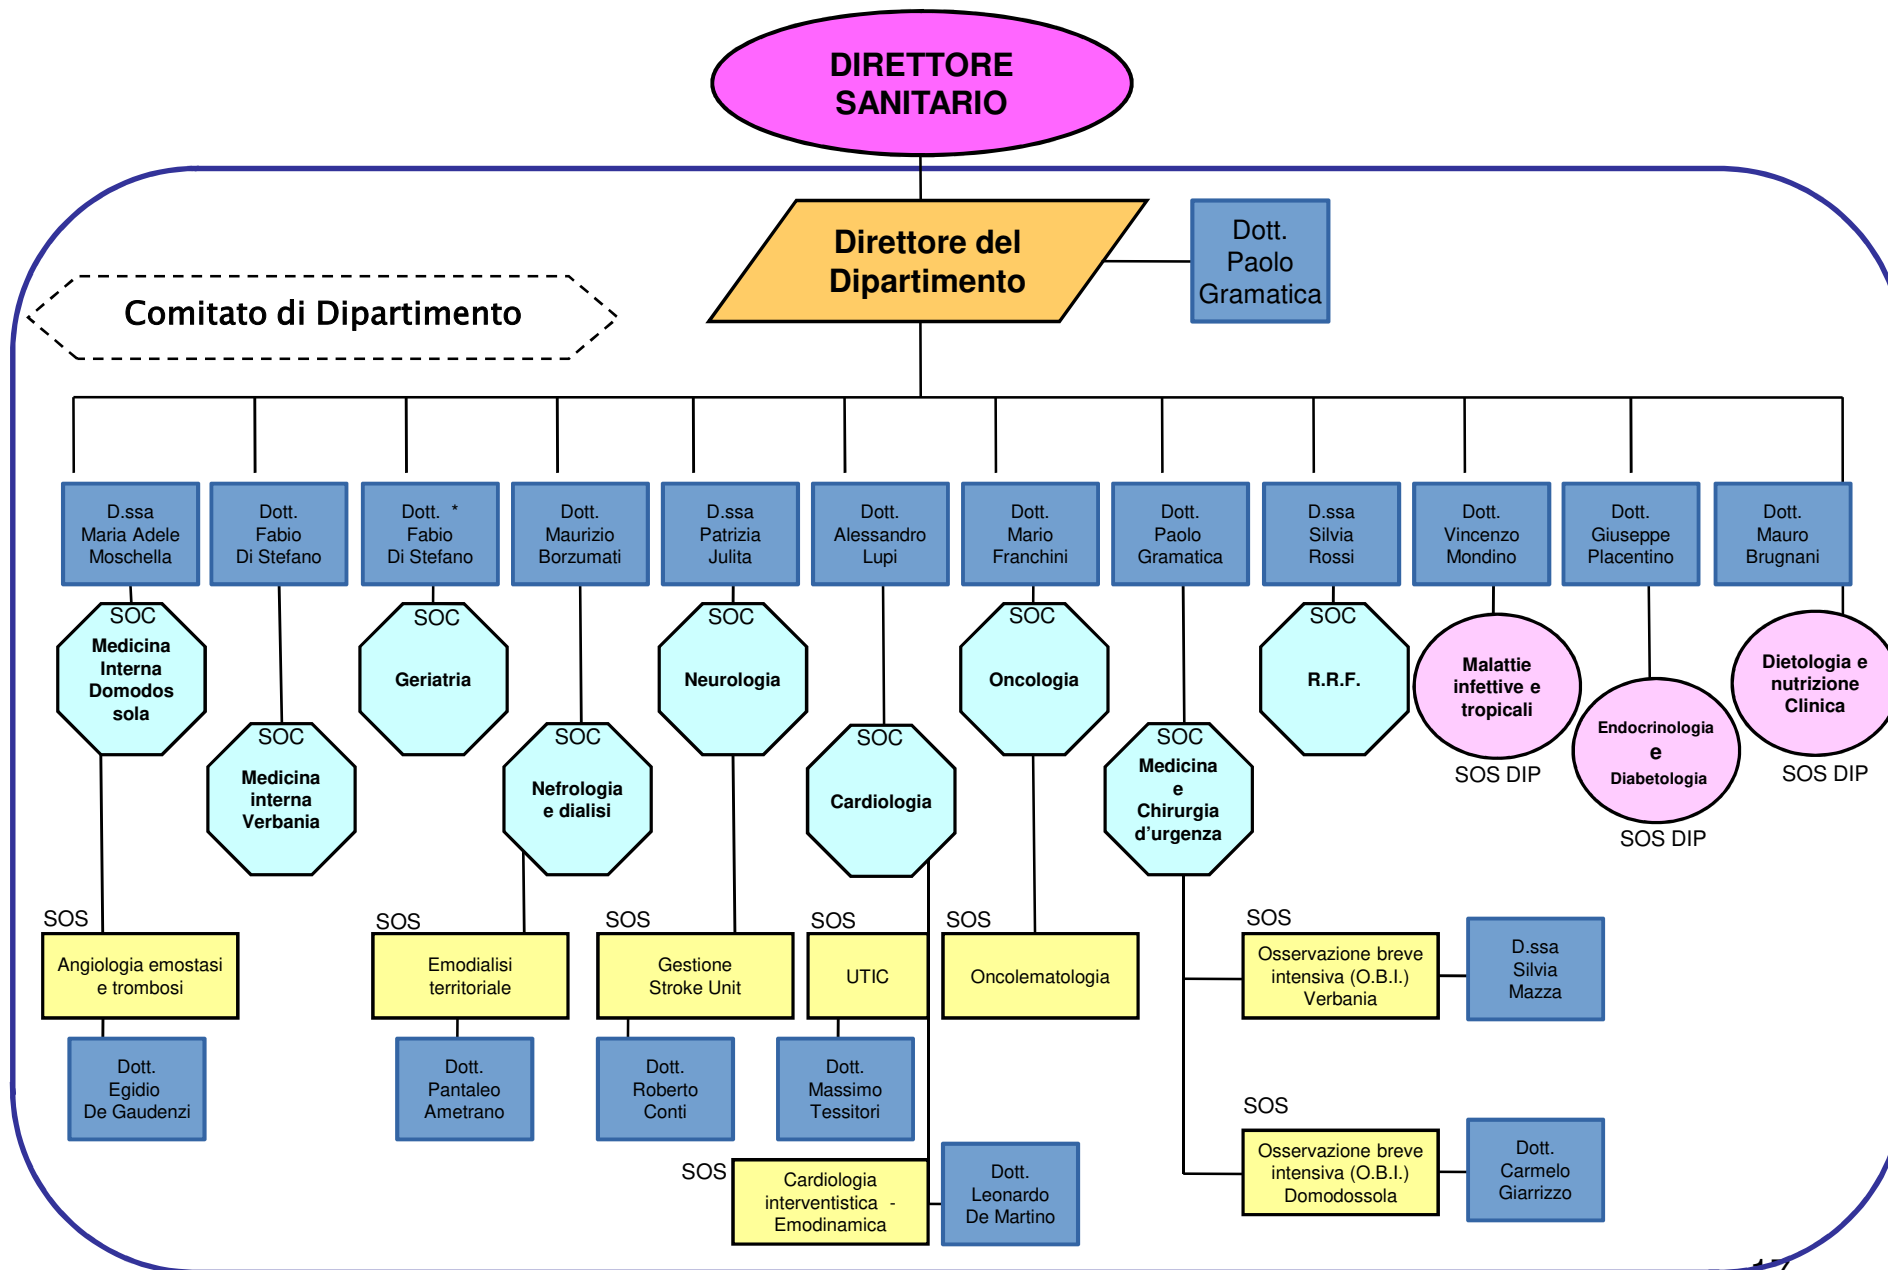 DIRETTORE
SANITARIO
Direttore del
Dipartimento
Dott.
Paolo
Gramatica
Comitato di Dipartimento
D.ssa
Maria Adele
Moschella
Dott.
Fabio
Di Stefano
Dott. *
Fabio
Di Stefano
Dott.
Maurizio
Borzumati
D.ssa
Patrizia
Julita
Dott.
Alessandro
Lupi
Dott.
Mario
Franchini
Dott.
Paolo
Gramatica
D.ssa
Silvia
Rossi
Dott.
Vincenzo
Mondino
Dott.
Giuseppe
Placentino
Dott.
Mauro
Brugnani
SOC
Medicina
Interna
Domodos
sola
SOC
Medicina
interna
Verbania
SOC
Geriatria
SOC
Nefrologia
e dialisi
SOC
Neurologia
SOC
Cardiologia
SOC
Oncologia
SOC
Medicina
e
Chirurgia
d'urgenza
SOC
R.R.F.
Malattie
infettive e
tropicali
SOS DIP
Endocrinologia
e
Diabetologia
SOS DIP
Dietologia e
nutrizione
Clinica
SOS DIP
SOS
Angiologia emostasi
e trombosi
Dott.
Egidio
De Gaudenzi
SOS
Emodialisi
territoriale
Dott.
Pantaleo
Ametrano
SOS
Gestione
Stroke Unit
Dott.
Roberto
Conti
SOS
UTIC
Dott.
Massimo
Tessitori
SOS
Oncolematologia
SOS
Osservazione breve
intensiva (O.B.I.)
Verbania
D.ssa
Silvia
Mazza
SOS
Osservazione breve
intensiva (O.B.I.)
Domodossola
Dott.
Carmelo
Giarrizzo
SOS
Cardiologia
interventistica -
Emodinamica
Dott.
Leonardo
De Martino
17